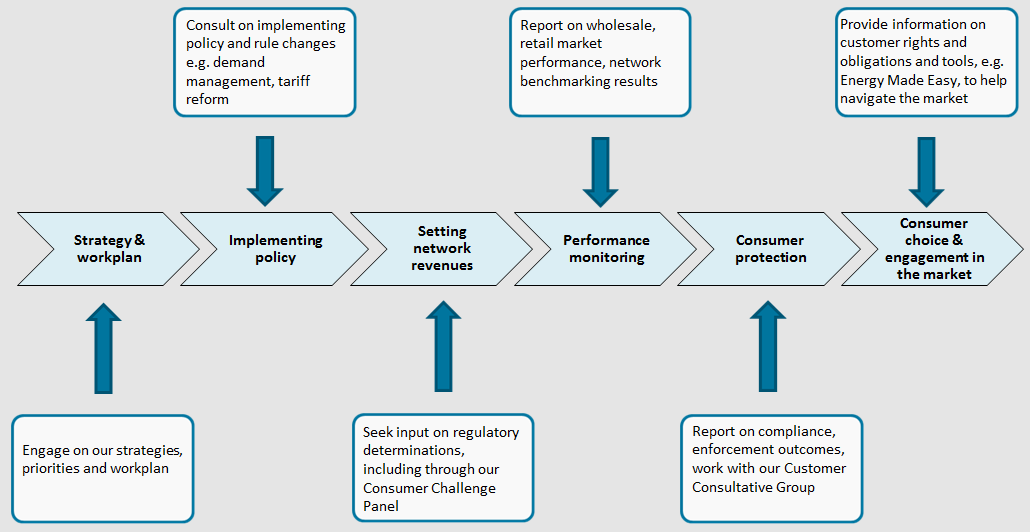 Consult on implementing
policy and rule changes
e.g. demand
management, tariff
reform
Report on wholesale,
retail market
performance, network
benchmarking results
Provide information on
customer rights and
obligations and tools, e.g.
Energy Made Easy, to help
navigate the market
Strategy &
workplan
Implementing
policy
Setting
network
revenues
Performance
monitoring
Consumer
protection
Consumer
choice &
engagement in
the market
Engage on our strategies,
priorities and workplan
Seek input on regulatory
determinations,
including through our
Consumer Challenge
Panel
Report on compliance,
enforcement outcomes,
work with our Customer
Consultative Group